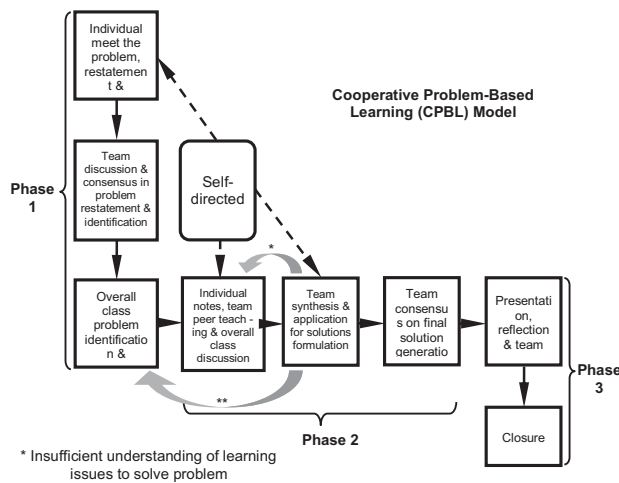 Individual
meet the
problem,
restatemen
t &
Cooperative Problem-Based
Learning (CPBL) Model
Team
discussion &
consensus in
problem
restatement &
identification
Phase
1
Self-
directed
*
Overall
class
problem
identificatio
n &
Individual
notes, team
peer teach -
ing & overall
class
discussion
Team
synthesis &
application
for solutions
formulation
Team
consensu
s on final
solution
generatio
Presentati
on,
reflection
& team
**
Phase 2
Phase
3
Closure
* Insufficient understanding of learning
issues to solve problem